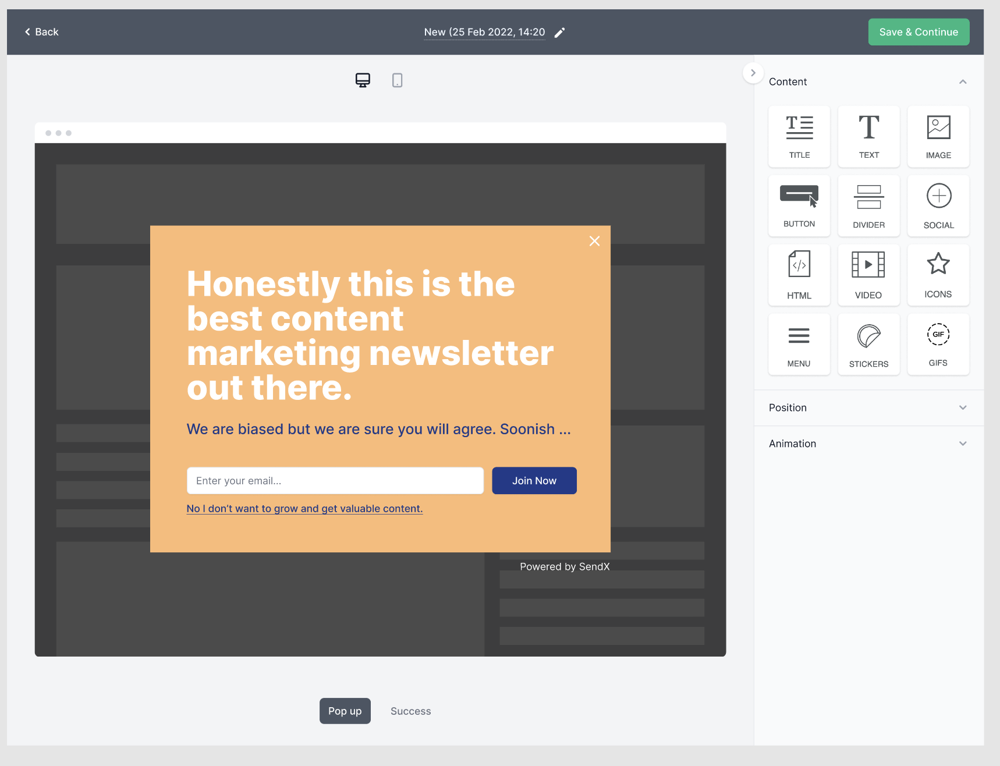 Back
New (25 Feb 2022, 14:20
Save & Continue
Content
TITLE
TEXT
IMAGE
BUTTON
DIVIDER
SOCIAL
HTML
VIDEO
ICONS
MENU
STICKERS
GIF
GIFS
Position
Animation
Honestly this is the
best content
marketing newsletter
out there.
We are biased but we are sure you will agree. Soonish ...
Enter your email...
Join Now
No I don’t want to grow and get valuable content.
Powered by SendX
Pop up
Success